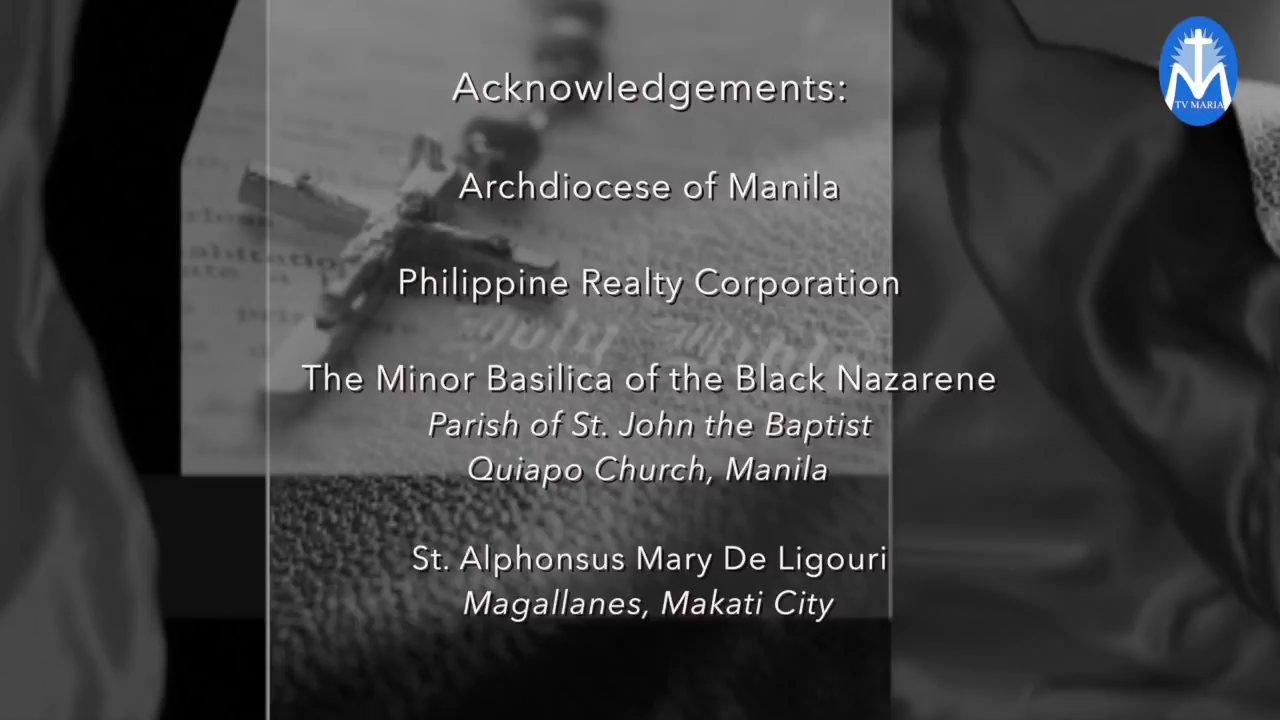 Acknowledgements:
TV MARIA
Archdiocese of Manila
Philippine Realty Corporation
The Minor Basilica of the Black Nazarene
Parish of St. John the Baptist
Quiapo Church, Manila
St. Alphonsus Mary De Ligouri
Magallanes, Makati City